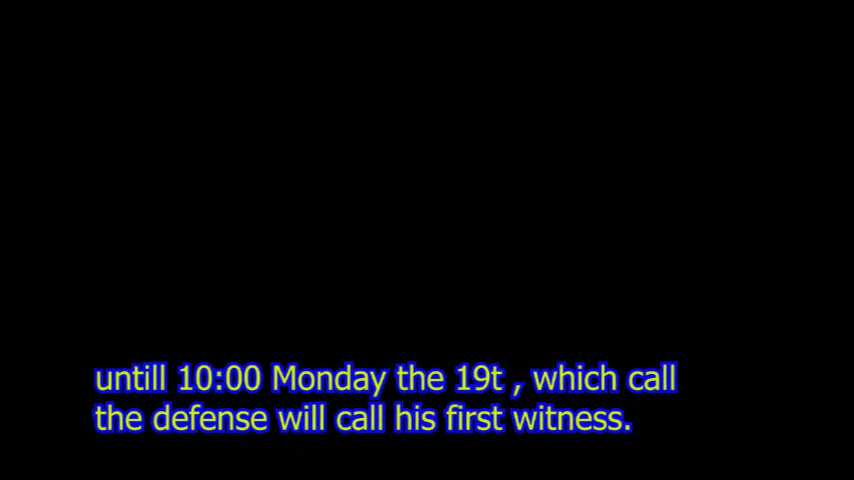 untill 10:00 Monday the 19t , which call
the defense will call his first witness.